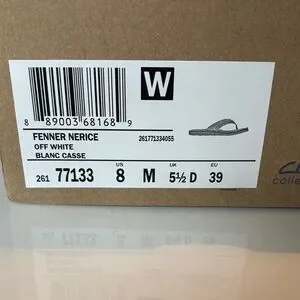 W
8 89003 68168 9
FENNER NERICE
261771334055
OFF WHITE
BLANC CASSE
US UK EU
261 77133 8 M 5½ D 39